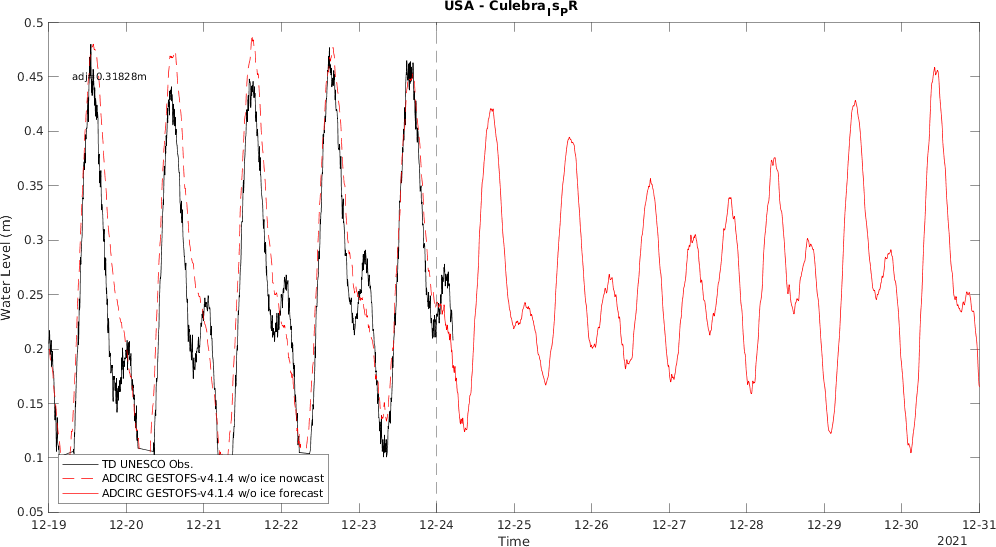 USA - CulebraIsPR
0.5
0.45
0.4
0.35
0.3
0.25
0.2
0.15
0.1
0.05
Water Level (m)
adj: 0.31828m
TD UNESCO Obs.
ADCIRC GESTOFS-v4.1.4 w/o ice nowcast
ADCIRC GESTOFS-v4.1.4 w/o ice forecast
12-19 12-20 12-21 12-22 12-23 12-24 12-25 12-26 12-27 12-28 12-29 12-30 12-31
Time
2021